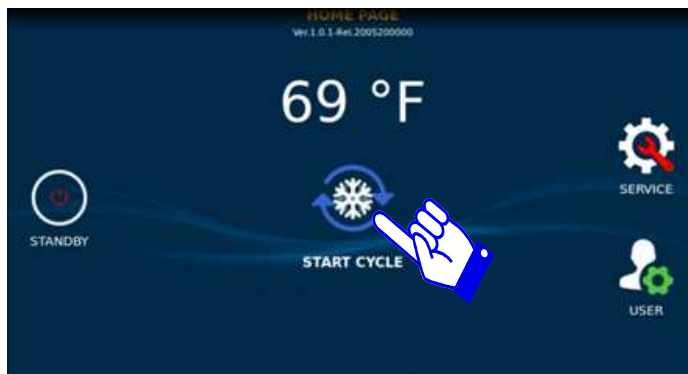 HOME PAGE
Ver.1.0.1-Rel.2005200000
69 °F
SERVICE
STANDBY
START CYCLE
USER